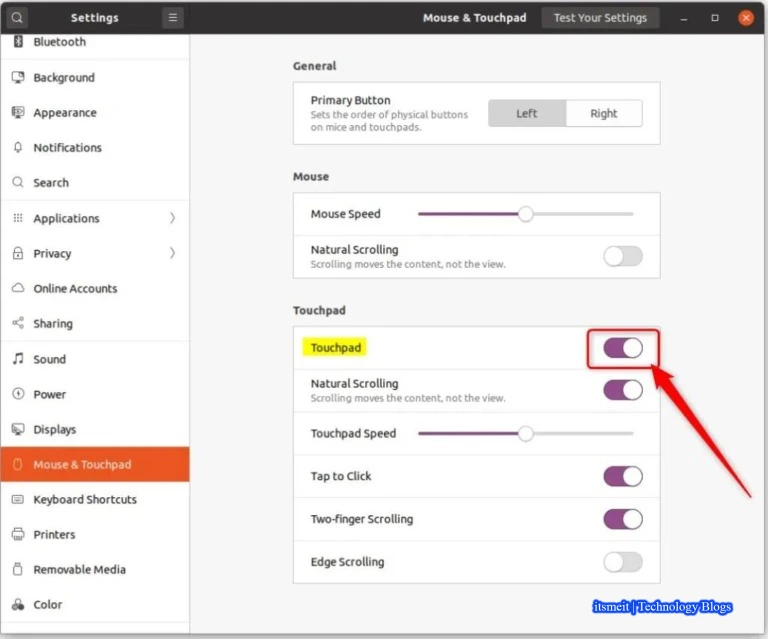 Settings
Mouse & Touchpad
Test Your Settings
Bluetooth
Background
Appearance
Notifications
Search
Applications
Privacy
Online Accounts
Sharing
Sound
Power
Displays
Mouse & Touchpad
Keyboard Shortcuts
Printers
Removable Media
Color
General
Primary Button
Sets the order of physical buttons
on mice and touchpads.
Left
Right
Mouse
Mouse Speed
Natural Scrolling
Scrolling moves the content, not the view.
Touchpad
Touchpad
Natural Scrolling
Scrolling moves the content, not the view.
Touchpad Speed
Tap to Click
Two-finger Scrolling
Edge Scrolling
itsmeit | Technology Blogs